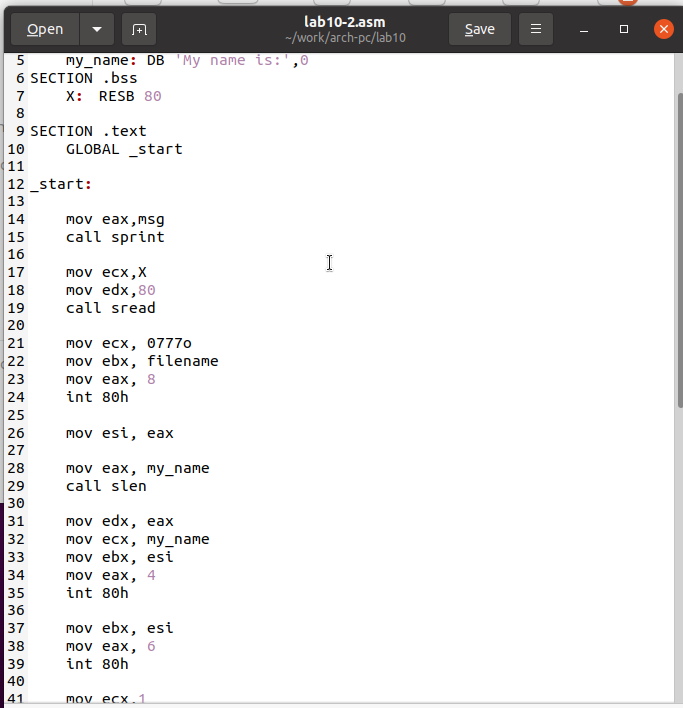 lab10-2.asm
Open
Save
~/work/arch-pc/lab10
5 my_name: DB 'My name is:',0
6 SECTION .bss
7 X: RESB 80
8
9 SECTION .text
10 GLOBAL _start
11
12 _start:
13
14 mov eax,msg
15 call sprint
16
17 mov ecx,X
18 mov edx,80
19 call sread
20
21 mov ecx, 0777o
22 mov ebx, filename
23 mov eax, 8
24 int 80h
25
26 mov esi, eax
27
28 mov eax, my_name
29 call slen
30
31 mov edx, eax
32 mov ecx, my_name
33 mov ebx, esi
34 mov eax, 4
35 int 80h
36
37 mov ebx, esi
38 mov eax, 6
39 int 80h
40
41 mov ecx,1